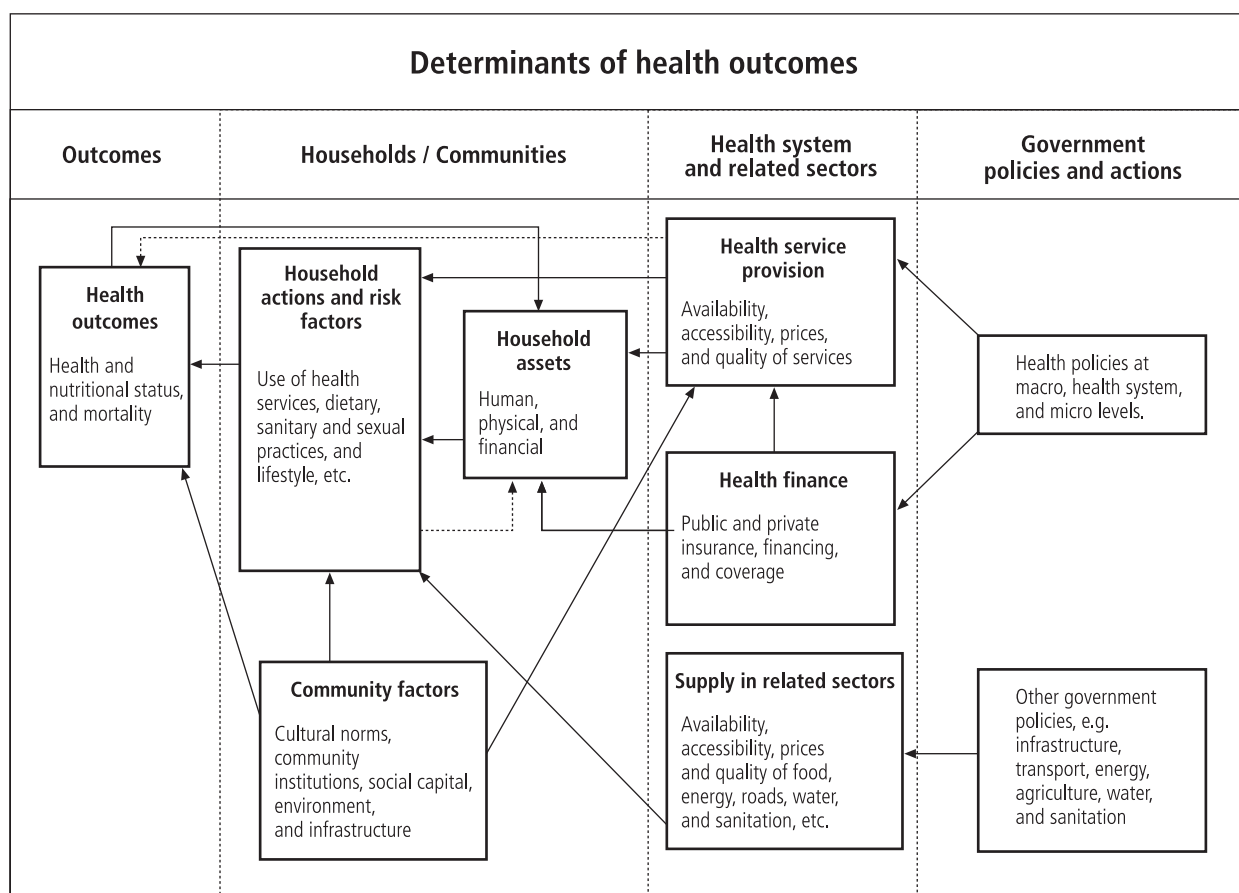 Determinants of health outcomes
Outcomes
Households / Communities
Health system
and related sectors
Government
policies and actions
Health
outcomes
Health and
nutritional status,
and mortality
Household
actions and risk
factors
Use of health
services, dietary,
sanitary and sexual
practices, and
lifestyle, etc.
Household
assets
Human,
physical, and
financial
Community factors
Cultural norms,
community
institutions, social capital,
environment,
and infrastructure
Health service
provision
Availability,
accessibility, prices,
and quality of services
Health finance
Public and private
insurance, financing,
and coverage
Supply in related sectors
Availability,
accessibility, prices
and quality of food,
energy, roads, water,
and sanitation, etc.
Health policies at
macro, health system,
and micro levels.
Other government
policies, e.g.
infrastructure,
transport, energy,
agriculture, water,
and sanitation